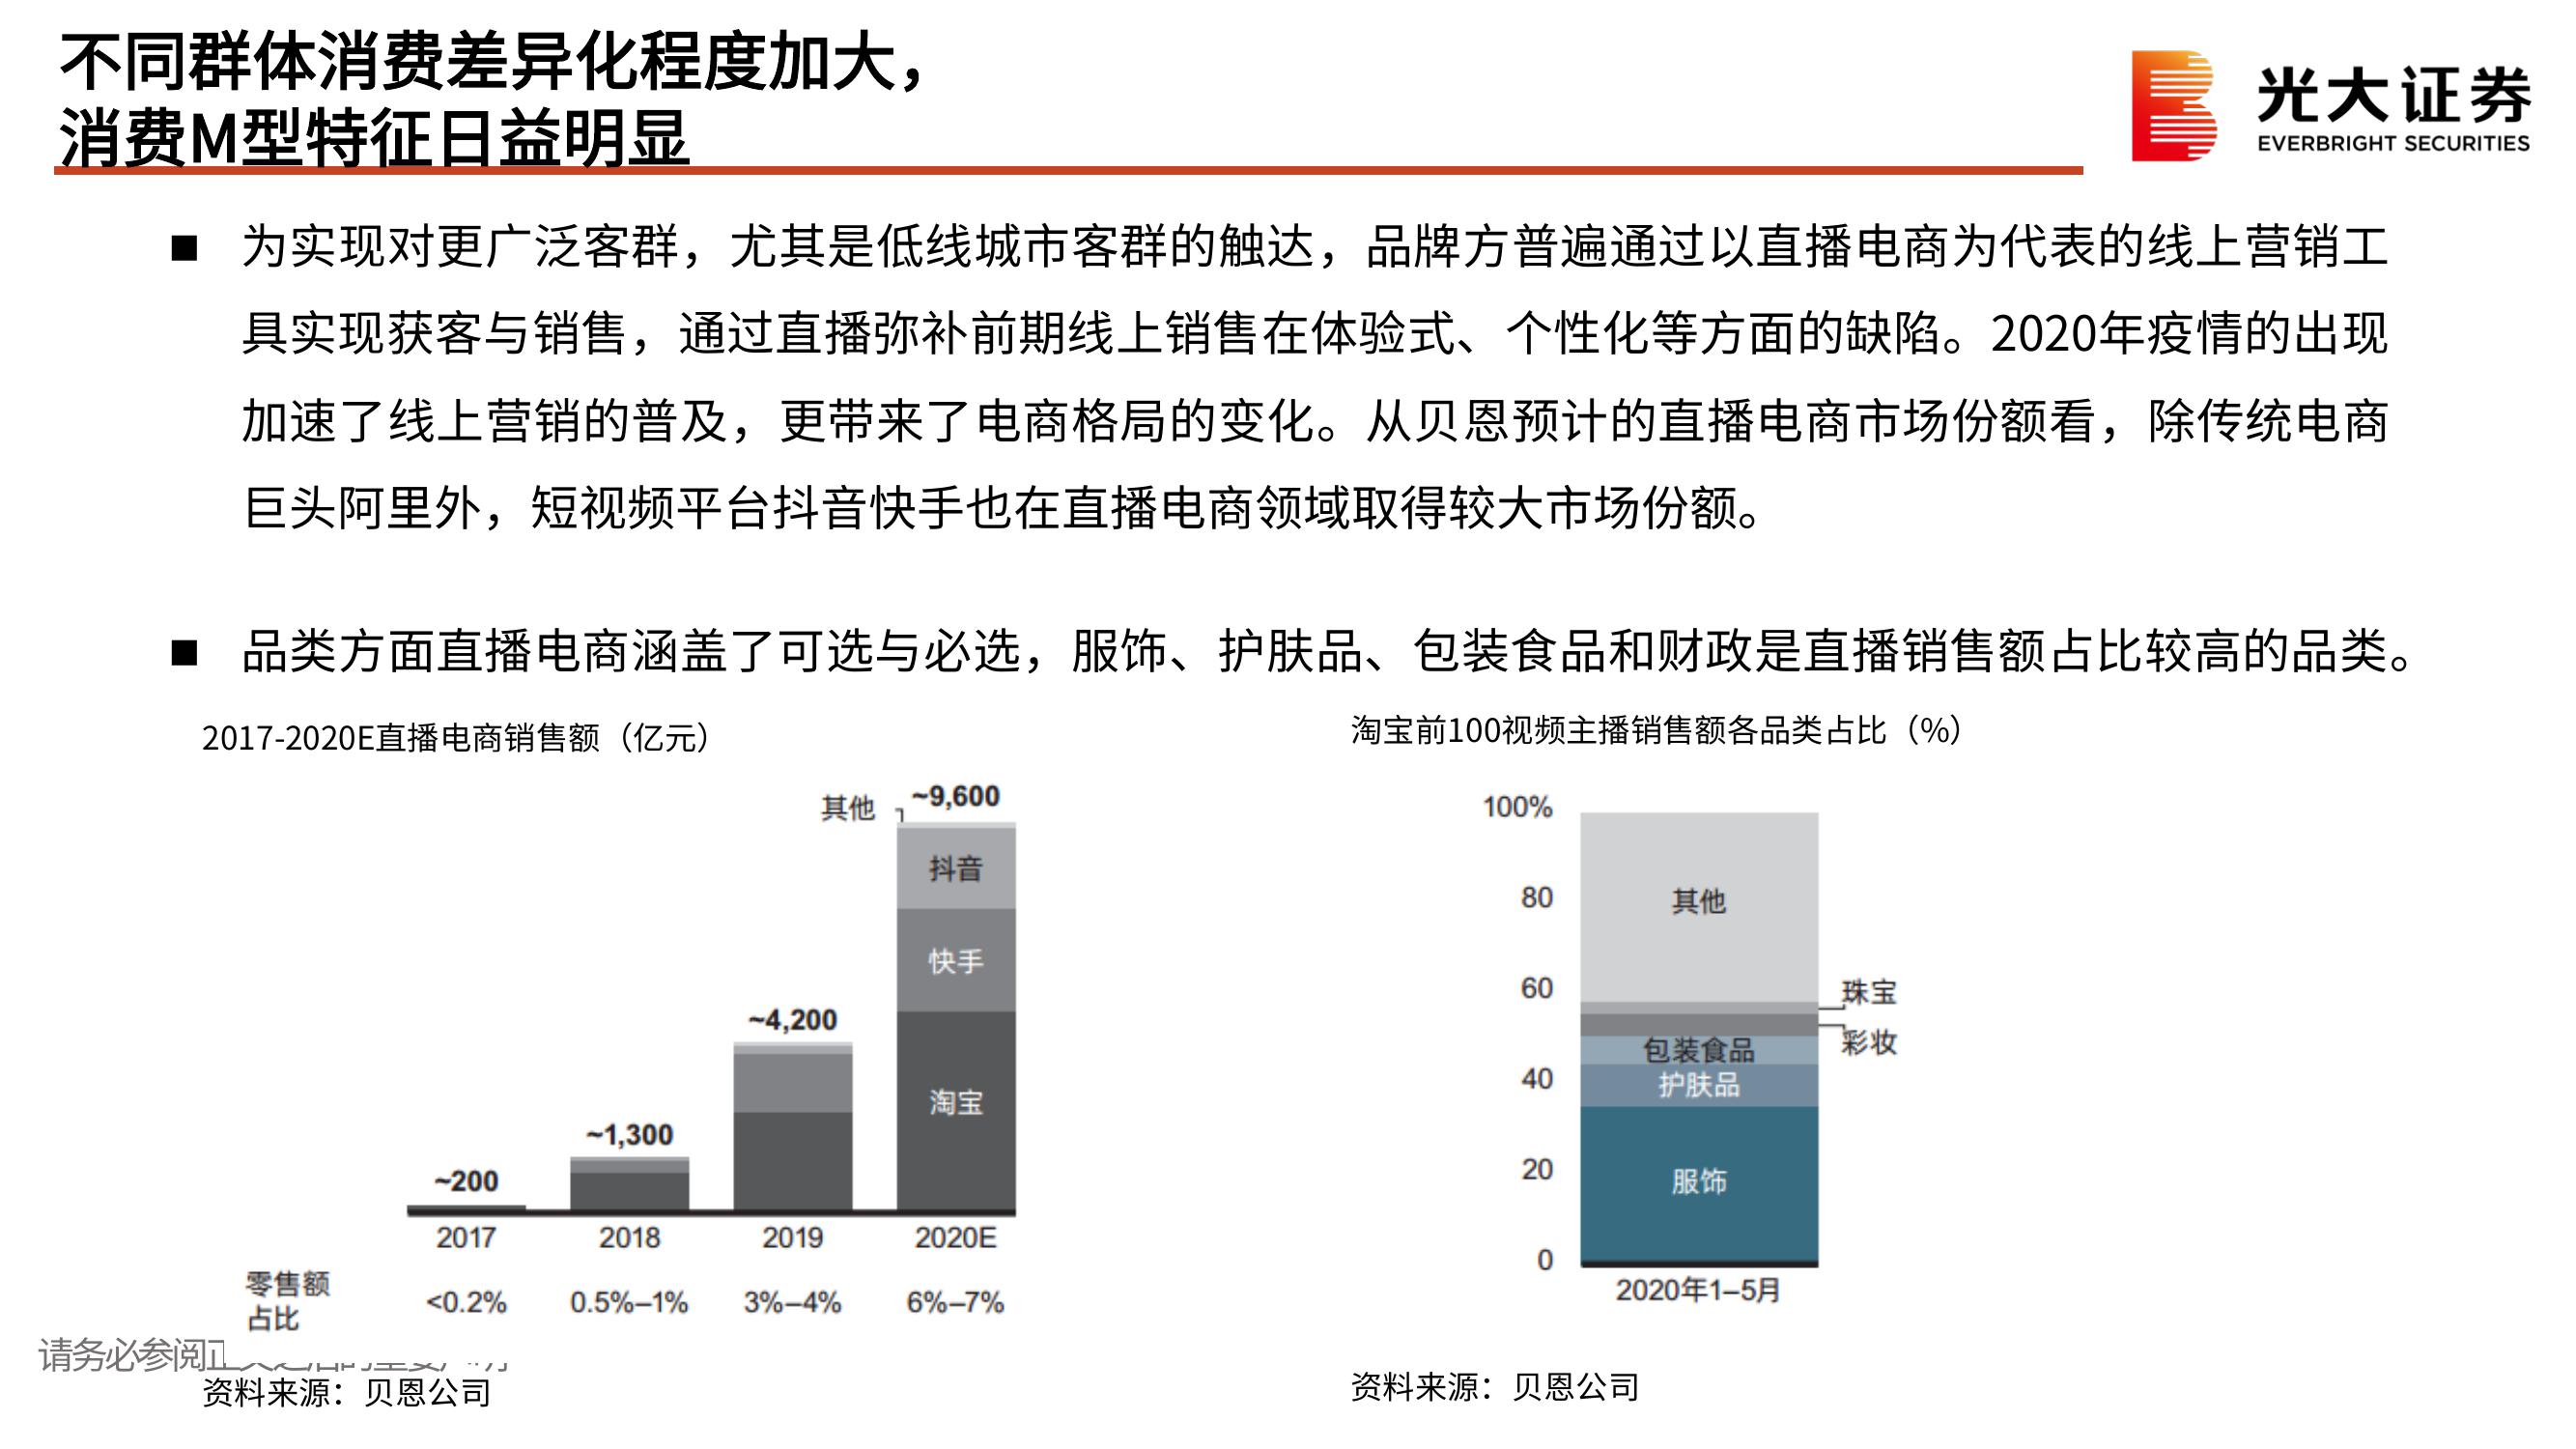 不同群体消费差异化程度加大，
消费M型特征日益明显
光大证券
EVERBRIGHT SECURITIES
■ 为实现对更广泛客群，尤其是低线城市客群的触达，品牌方普遍通过以直播电商为代表的线上营销工
具实现获客与销售，通过直播弥补前期线上销售在体验式、个性化等方面的缺陷。2020年疫情的出现
加速了线上营销的普及，更带来了电商格局的变化。从贝恩预计的直播电商市场份额看，除传统电商
巨头阿里外，短视频平台抖音快手也在直播电商领域取得较大市场份额。
■ 品类方面直播电商涵盖了可选与必选，服饰、护肤品、包装食品和财政是直播销售额占比较高的品类。
2017-2020E直播电商销售额（亿元）
其他 ~9,600
抖音
快手
淘宝
~4,200
~1,300
~200
2017 2018 2019 2020E
零售额
占比
<0.2% 0.5%–1% 3%–4% 6%–7%
请务必参阅
资料来源：贝恩公司
淘宝前100视频主播销售额各品类占比（%）
100%
80
60
40
20
0
其他
珠宝
彩妆
包装食品
护肤品
服饰
2020年1–5月
资料来源：贝恩公司